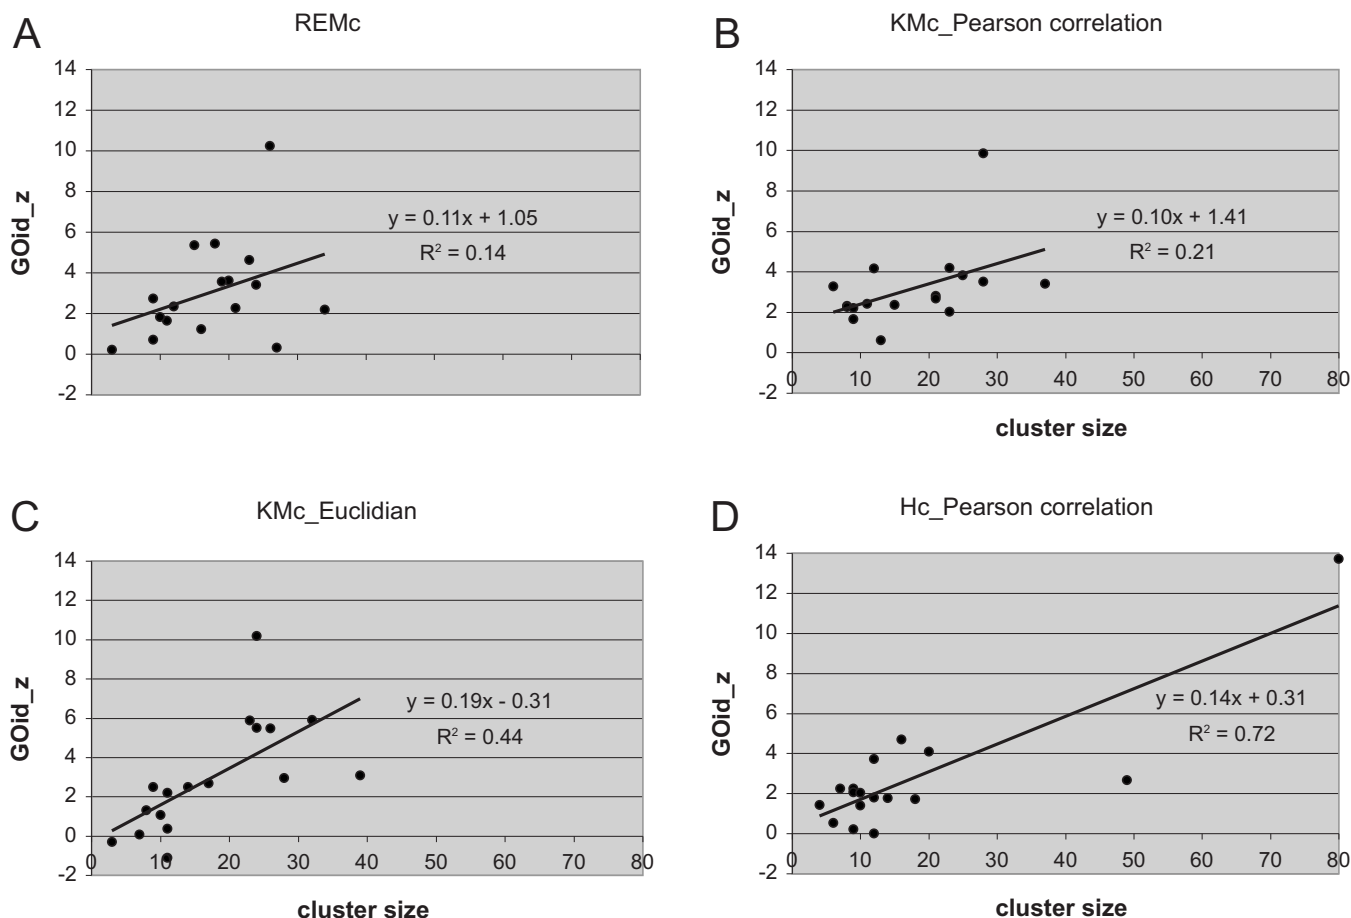 A
REMc
14
12
10
8
6
4
2
0
-2
GOid_z
y = 0.11x + 1.05
R² = 0.14
B
KMc_Pearson correlation
14
12
10
8
6
4
2
0
-2
GOid_z
y = 0.10x + 1.41
R² = 0.21
0 10 20 30 40 50 60 70 80
cluster size
C
KMc_Euclidian
14
12
10
8
6
4
2
0
-2
GOid_z
y = 0.19x - 0.31
R² = 0.44
0 10 20 30 40 50 60 70 80
cluster size
D
Hc_Pearson correlation
14
12
10
8
6
4
2
0
-2
GOid_z
y = 0.14x + 0.31
R² = 0.72
0 10 20 30 40 50 60 70 80
cluster size